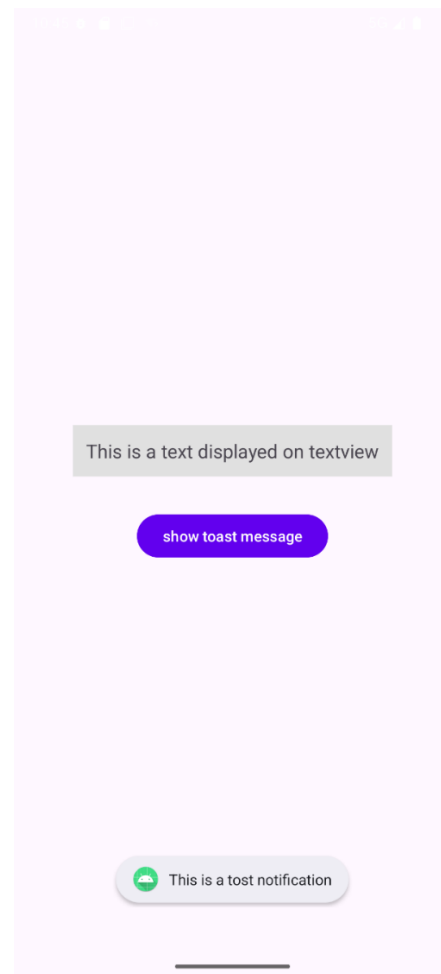 This is a text displayed on textview
show toast message
This is a tost notification